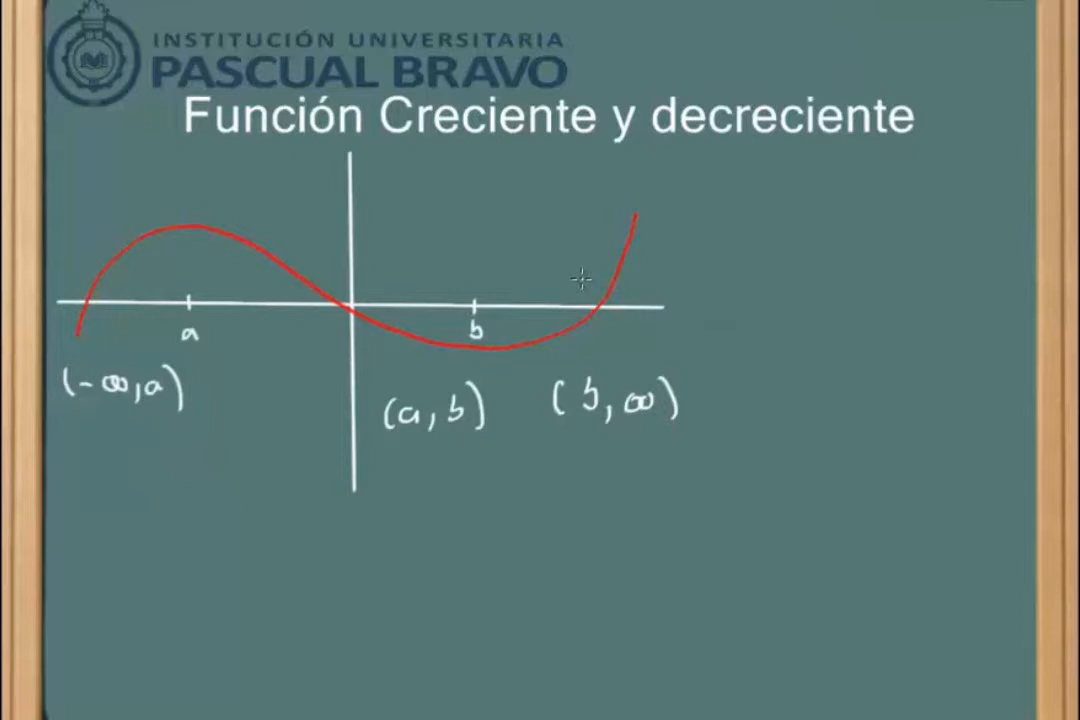 INSTITUCIÓN UNIVERSITARIA
PASCUAL BRAVO
Función Creciente y decreciente
a
b
(-∞,a)
(a,b)
(b,∞)